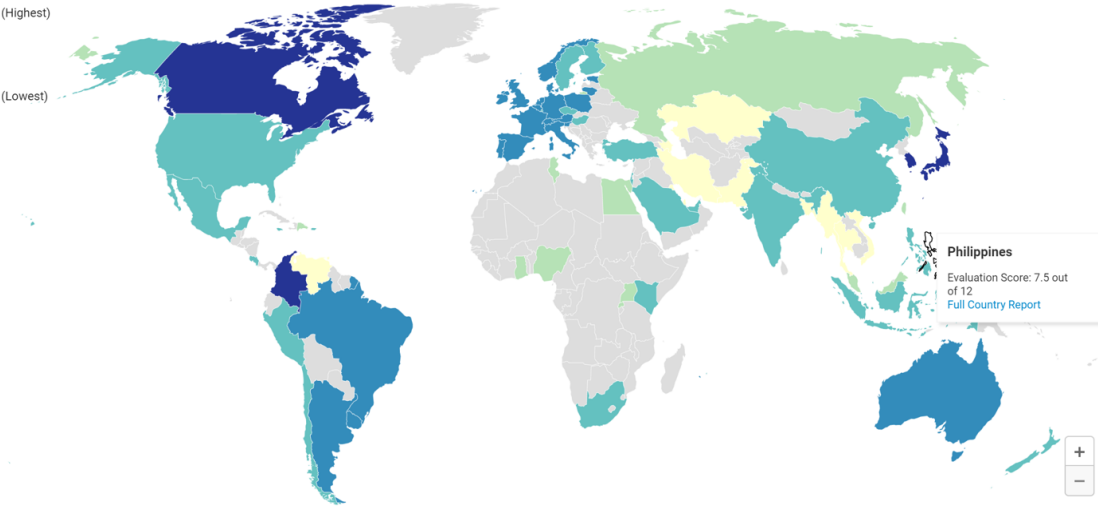 (Highest)
(Lowest)
Philippines
Evaluation Score: 7.5 out
of 12
Full Country Report
+
−